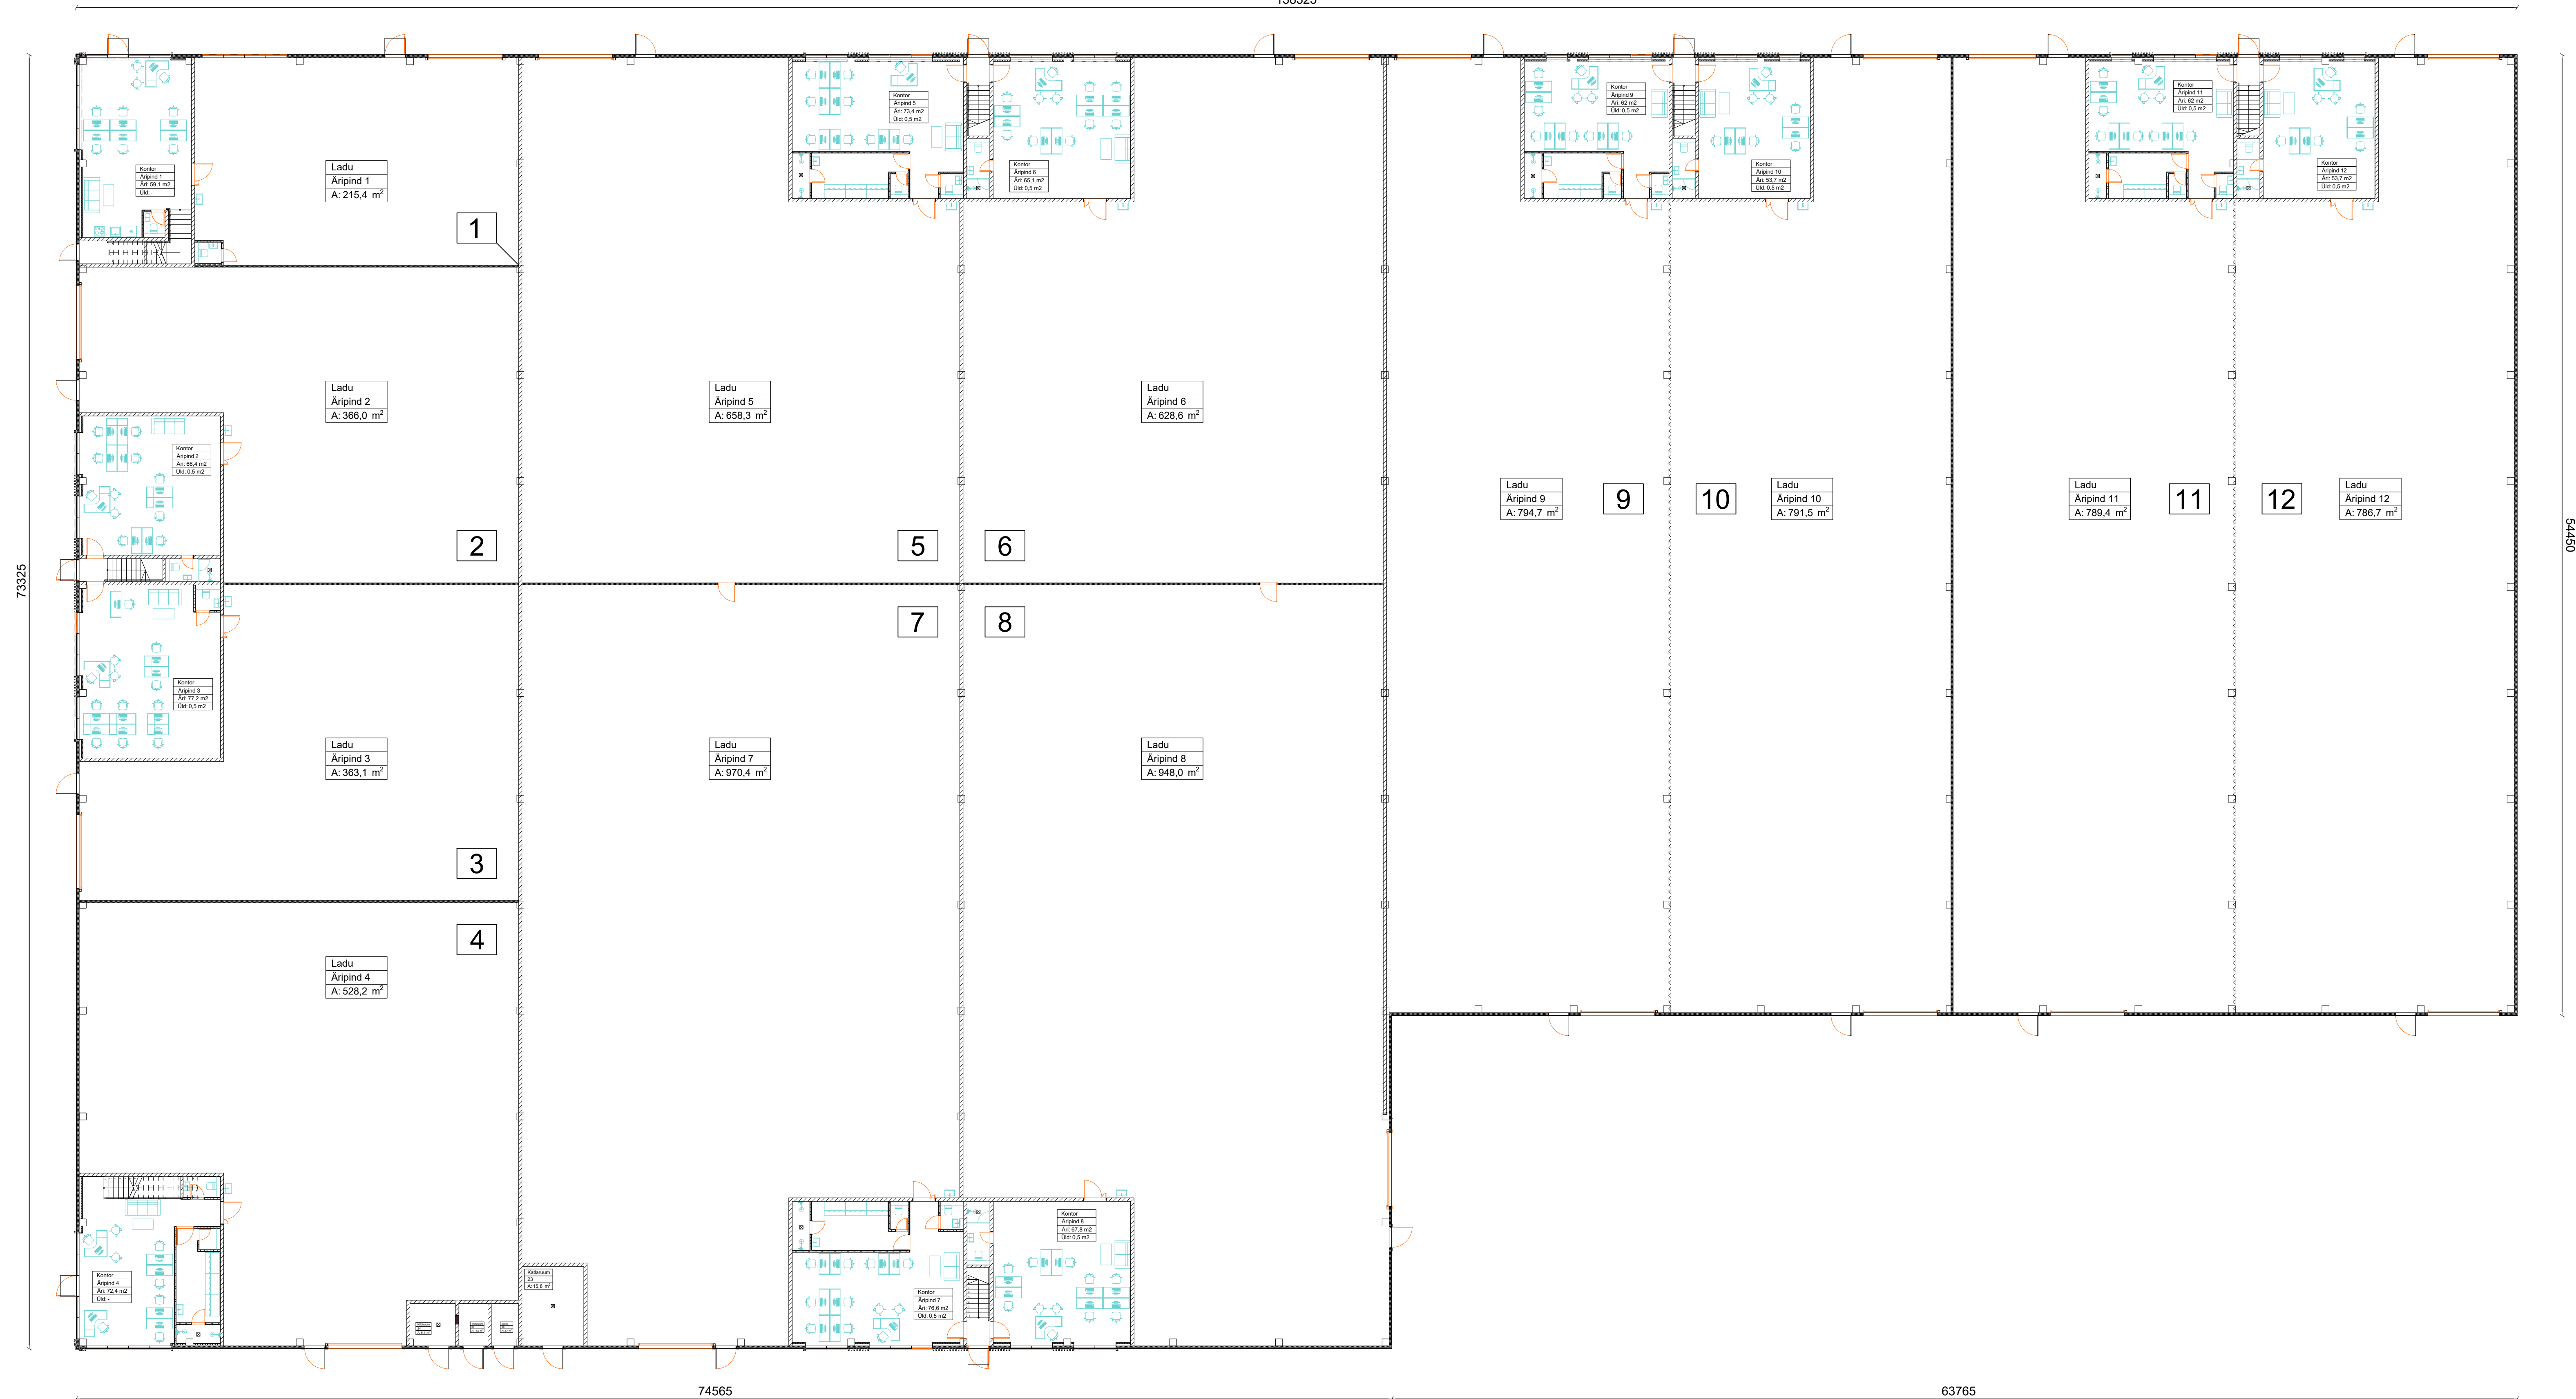 Kontor
Äripind 1
Äri: 59,1 m2
Üld: -
Ladu
Äripind 1
A: 215,4 m²
1
Kontor
Äripind 5
Äri: 73,4 m2
Üld: 0,5 m2
Kontor
Äripind 6
Äri: 65,1 m2
Üld: 0,5 m2
Kontor
Äripind 9
Äri: 62 m2
Üld: 0,5 m2
Kontor
Äripind 10
Äri: 53,7 m2
Üld: 0,5 m2
Kontor
Äripind 11
Äri: 62 m2
Üld: 0,5 m2
Kontor
Äripind 12
Äri: 53,7 m2
Üld: 0,5 m2
Ladu
Äripind 2
A: 366,0 m²
Ladu
Äripind 5
A: 658,3 m²
Ladu
Äripind 6
A: 628,6 m²
Kontor
Äripind 2
Äri: 66,4 m2
Üld: 0,5 m2
2
5
6
Ladu
Äripind 9
A: 794,7 m²
9
10
Ladu
Äripind 10
A: 791,5 m²
Ladu
Äripind 11
A: 789,4 m²
11
12
Ladu
Äripind 12
A: 786,7 m²
54450
73325
7
8
Kontor
Äripind 3
Äri: 77,2 m2
Üld: 0,5 m2
Ladu
Äripind 3
A: 363,1 m²
Ladu
Äripind 7
A: 970,4 m²
Ladu
Äripind 8
A: 948,0 m²
3
4
Ladu
Äripind 4
A: 528,2 m²
Kontor
Äripind 4
Äri: 72,4 m2
Üld: -
Katlaruum
23
A: 15,8 m²
Kontor
Äripind 7
Äri: 76,6 m2
Üld: 0,5 m2
Kontor
Äripind 8
Äri: 67,8 m2
Üld: 0,5 m2
74565
63765